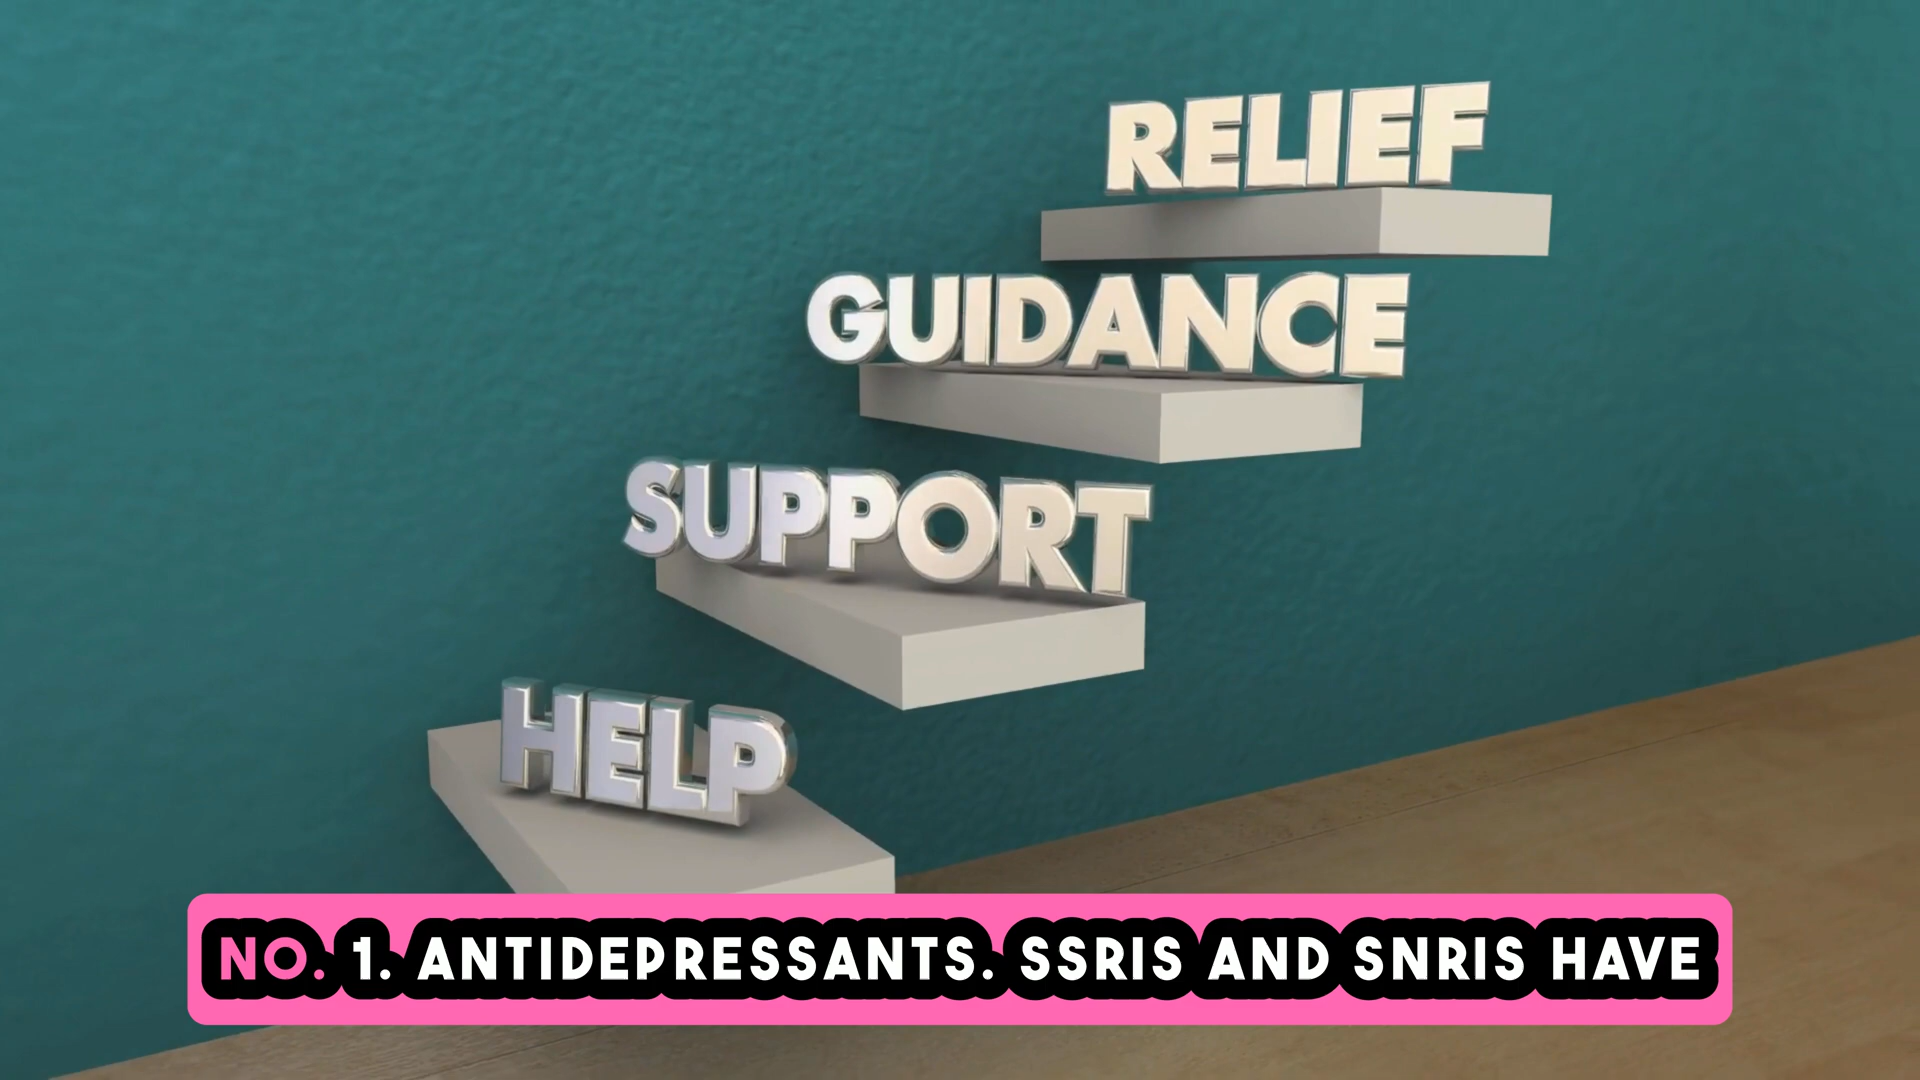 RELIEF
GUIDANCE
SUPPORT
HELP
NO. 1. ANTIDEPRESSANTS. SSRIS AND SNRIS HAVE